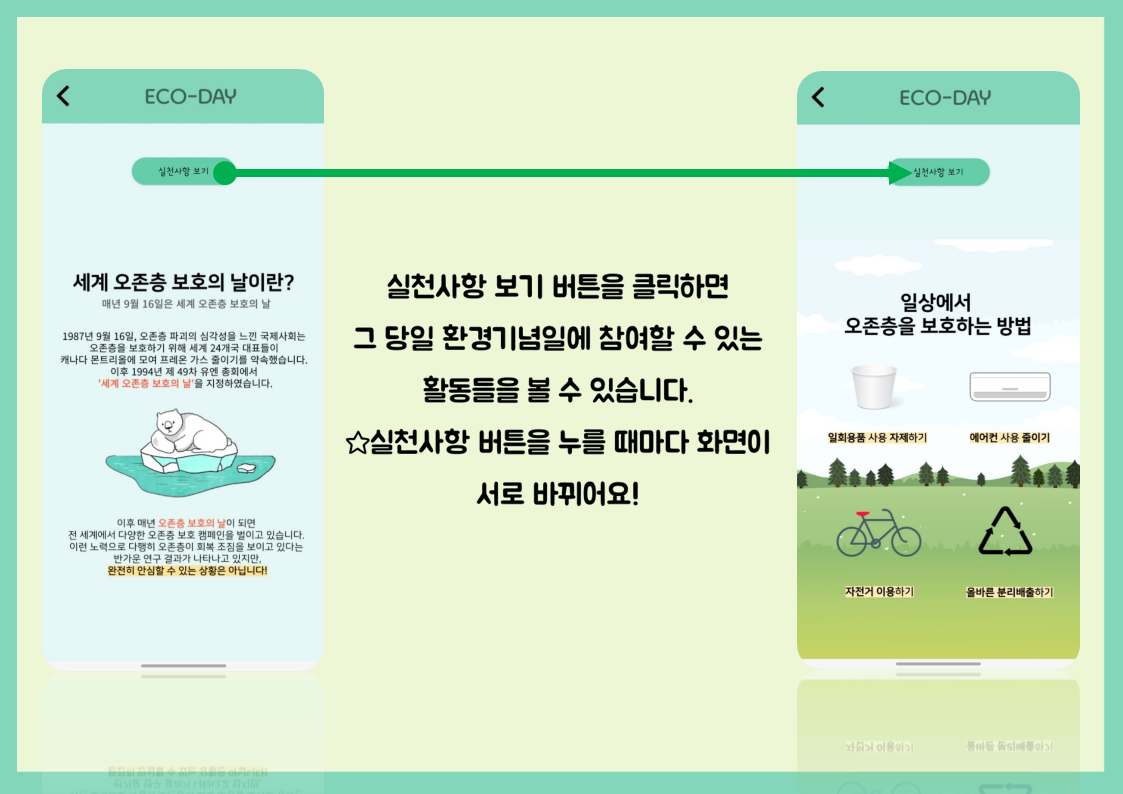 ECO-DAY
실천사항 보기
세계 오존층 보호의 날이란?
매년 9월 16일은 세계 오존층 보호의 날
1987년 9월 16일, 오존층 파괴의 심각성을 느낀 국제사회는
오존층을 보호하기 위해 세계 24개국 대표들이
캐나다 몬트리올에 모여 프레온 가스 줄이기를 약속했습니다.
이후 1994년 제 49차 유엔 총회에서
'세계 오존층 보호의 날'을 지정하였습니다.
이후 매년 오존층 보호의 날이 되면
전 세계에서 다양한 오존층 보호 캠페인을 벌이고 있습니다.
이런 노력으로 다행히 오존층이 회복 조짐을 보이고 있다는
반가운 연구 결과가 나타나고 있지만,
완전히 안심할 수 있는 상황은 아닙니다!
실천사항 보기 버튼을 클릭하면
그 당일 환경기념일에 참여할 수 있는
활동들을 볼 수 있습니다.
☆실천사항 버튼을 누를 때마다 화면이
서로 바뀌어요!
ECO-DAY
실천사항 보기
일상에서
오존층을 보호하는 방법
일회용품 사용 자제하기
에어컨 사용 줄이기
자전거 이용하기
올바른 분리배출하기